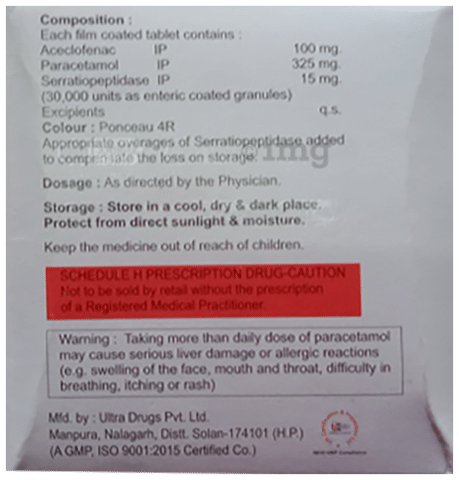 Composition :
Each film coated tablet contains :
Aceclofenac IP 100 mg.
Paracetamol IP 325 mg.
Serratiopeptidase IP 15 mg.
(30,000 units as enteric coated granules)
Excipients q.s.
Colour : Ponceau 4R
Appropriate overages of Serratiopeptidase added
to compensate the loss on storage.
1mg
Dosage : As directed by the Physician.
Storage : Store in a cool, dry & dark place.
Protect from direct sunlight & moisture.
Keep the medicine out of reach of children.
SCHEDULE H PRESCRIPTION DRUG-CAUTION
Not to be sold by retail without the prescription
of a Registered Medical Practitioner.
Warning : Taking more than daily dose of paracetamol
may cause serious liver damage or allergic reactions
(e.g. swelling of the face, mouth and throat, difficulty in
breathing, itching or rash)
Mfd. by : Ultra Drugs Pvt. Ltd.
Manpura, Nalagarh, Distt. Solan-174101 (H.P.)
(A GMP, ISO 9001:2015 Certified Co.)